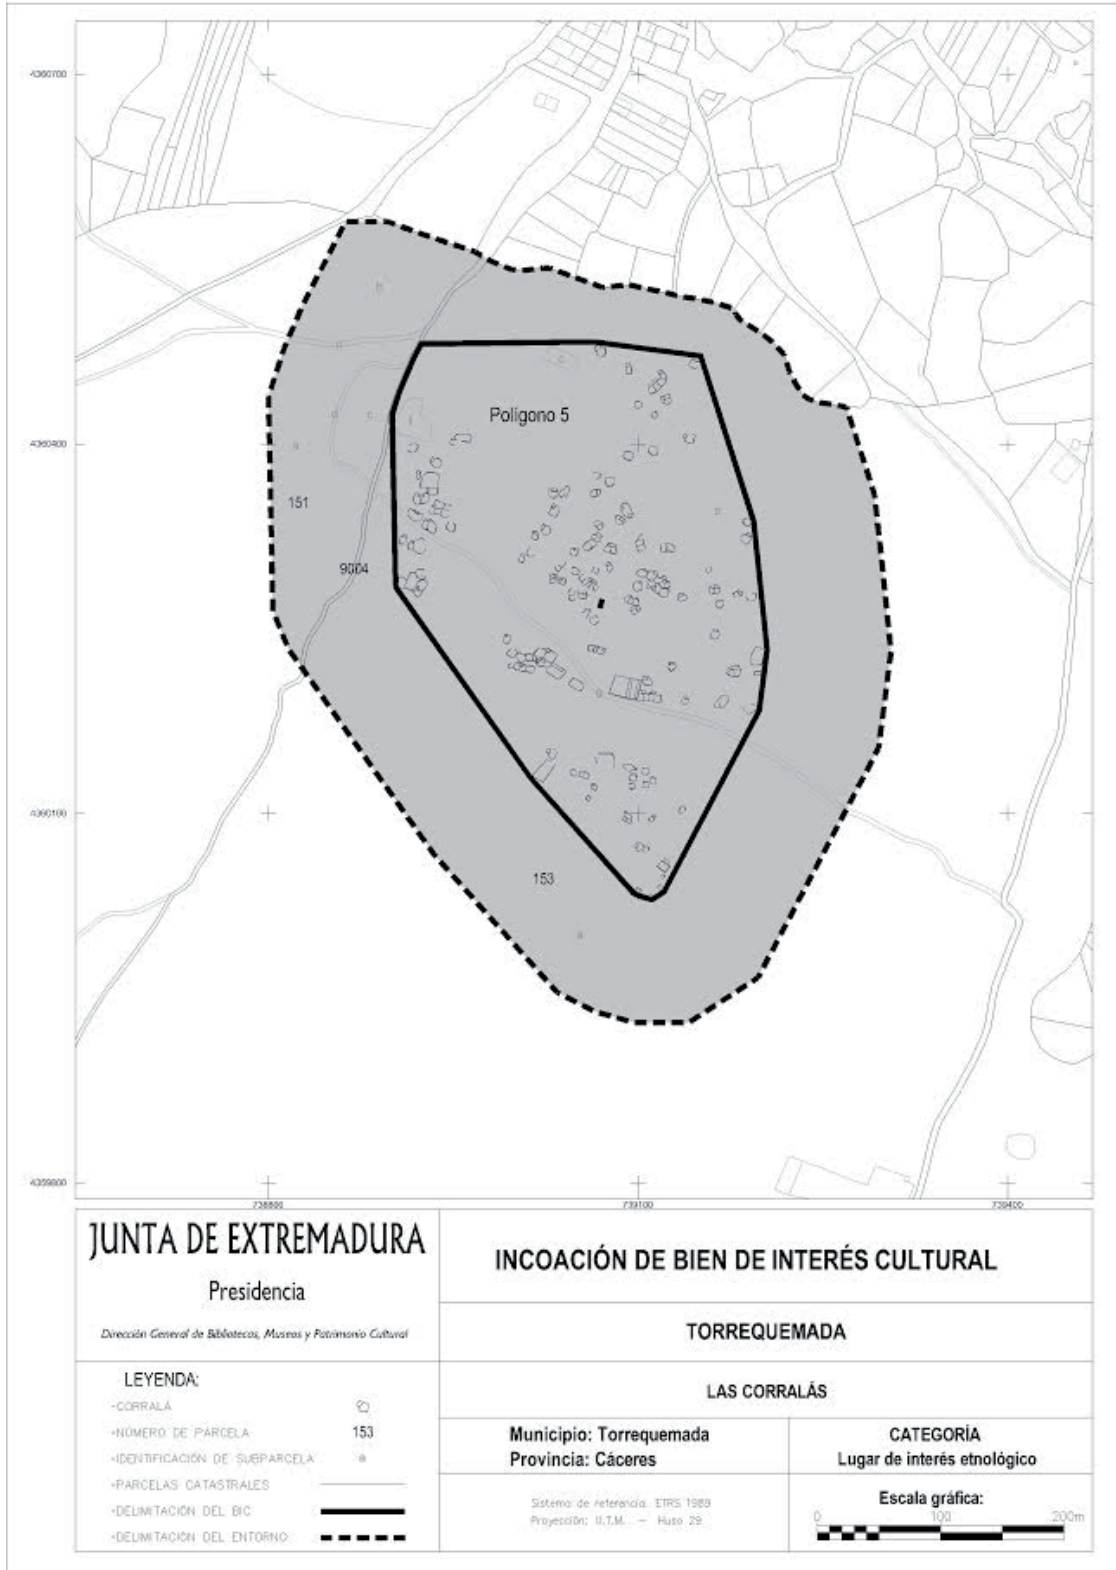 4360700
Polígono 5
4360400
151
9004
4360100
153
4359800
738800
739100
739400
JUNTA DE EXTREMADURA
Presidencia
Dirección General de Bibliotecas, Museos y Patrimonio Cultural
INCOACIÓN DE BIEN DE INTERÉS CULTURAL
TORREQUEMADA
LAS CORRALÁS
LEYENDA:
-CORRALÁ
-NÚMERO DE PARCELA 153
-IDENTIFICACIÓN DE SUBPARCELA
-PARCELAS CATASTRALES
-DELIMITACIÓN DEL BIC
-DELIMITACIÓN DEL ENTORNO
Municipio: Torrequemada
Provincia: Cáceres
CATEGORÍA
Lugar de interés etnológico
Sistema de referencia: ETRS 1989
Proyección: U.T.M. – Huso 29
Escala gráfica:
0 100 200m